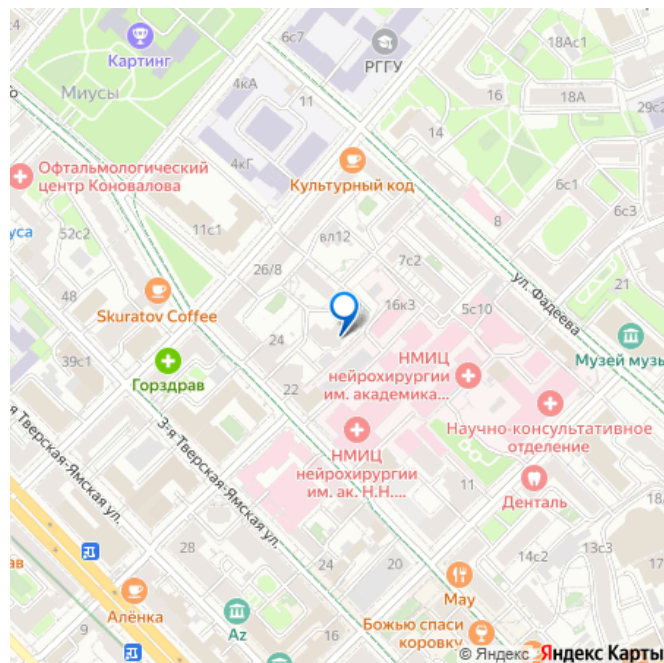 6с7
18Ас1
Картинг
РГГУ
Миусы
4кА
11
16
18А
29с2
14
4кГ
Офтальмологический
центр Коновалова
Культурный код
6с1
6с3
8
52с2
11с1
вл12
7с2
ул. Фадеева
21
26/8
48
Skuratov Coffee
16к3
5с10
24
39с1
Горздрав
НМИЦ
нейрохирургии
им. академика...
Музей музы
22
Научно-консультативное
отделение
НМИЦ
нейрохирургии
им. ак. Н.Н....
я Тверская-Ямская ул.
3-я Тверская-Ямская ул.
11
Денталь
28
14с2
13с3
24
20
Алёнка
Az
16
9
May
Божью спаси
коровку
© Яндекс Яндекс Карты